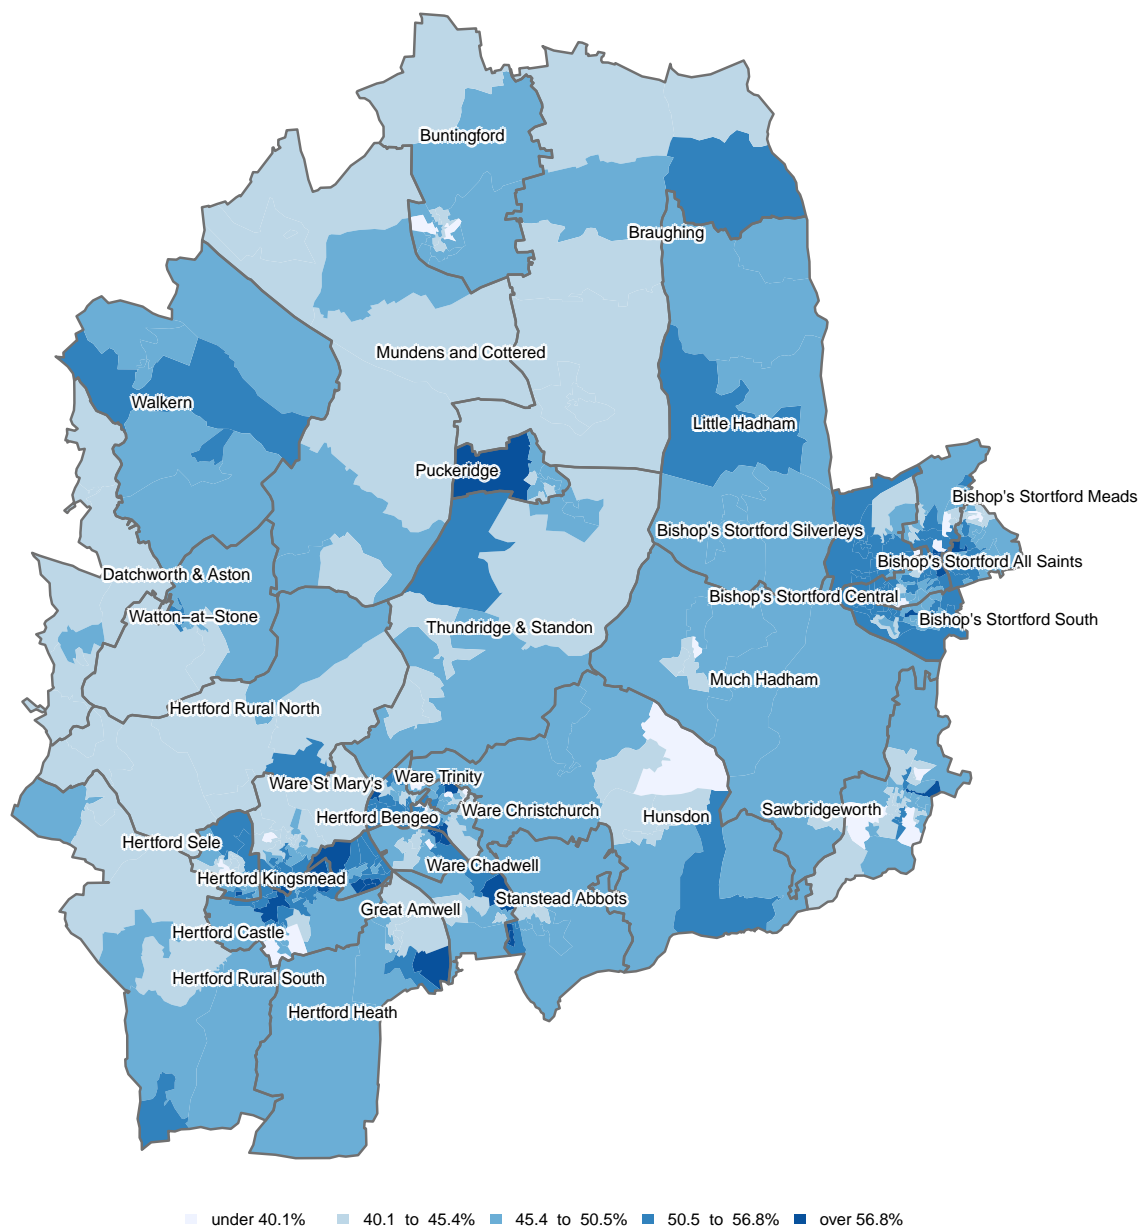 Buntingford
Braughing
Mundens and Cottered
Walkern
Little Hadham
Puckeridge
Bishop's Stortford Meads
Bishop's Stortford Silverleys
Bishop's Stortford All Saints
Datchworth & Aston
Bishop's Stortford Central
Watton−at−Stone
Bishop's Stortford South
Thundridge & Standon
Much Hadham
Hertford Rural North
Ware Trinity
Ware St Mary's
Ware Christchurch
Sawbridgeworth
Hertford Bengeo
Hunsdon
Hertford Sele
Ware Chadwell
Hertford Kingsmead
Stanstead Abbots
Great Amwell
Hertford Castle
Hertford Rural South
Hertford Heath
under 40.1% 40.1 to 45.4% 45.4 to 50.5% 50.5 to 56.8% over 56.8%